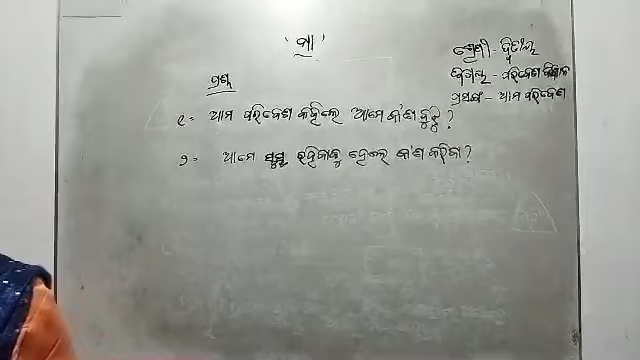 'ମା'
ଶ୍ରେଣୀ - ଦ୍ୱିତୀୟ
ବିଷୟ - ପରିବେଶ ବିଜ୍ଞାନ
ପ୍ରସଙ୍ଗ - ଆମ ପରିବେଶ
ପ୍ରଶ୍ନ
୧= ଆମ ପରିବେଶ କହିଲେ ଆମେ କ'ଣ ବୁଝୁ?
୨= ଆମେ ସୁସ୍ଥ ରହିବାକୁ ହେଲେ କ'ଣ କରିବା?